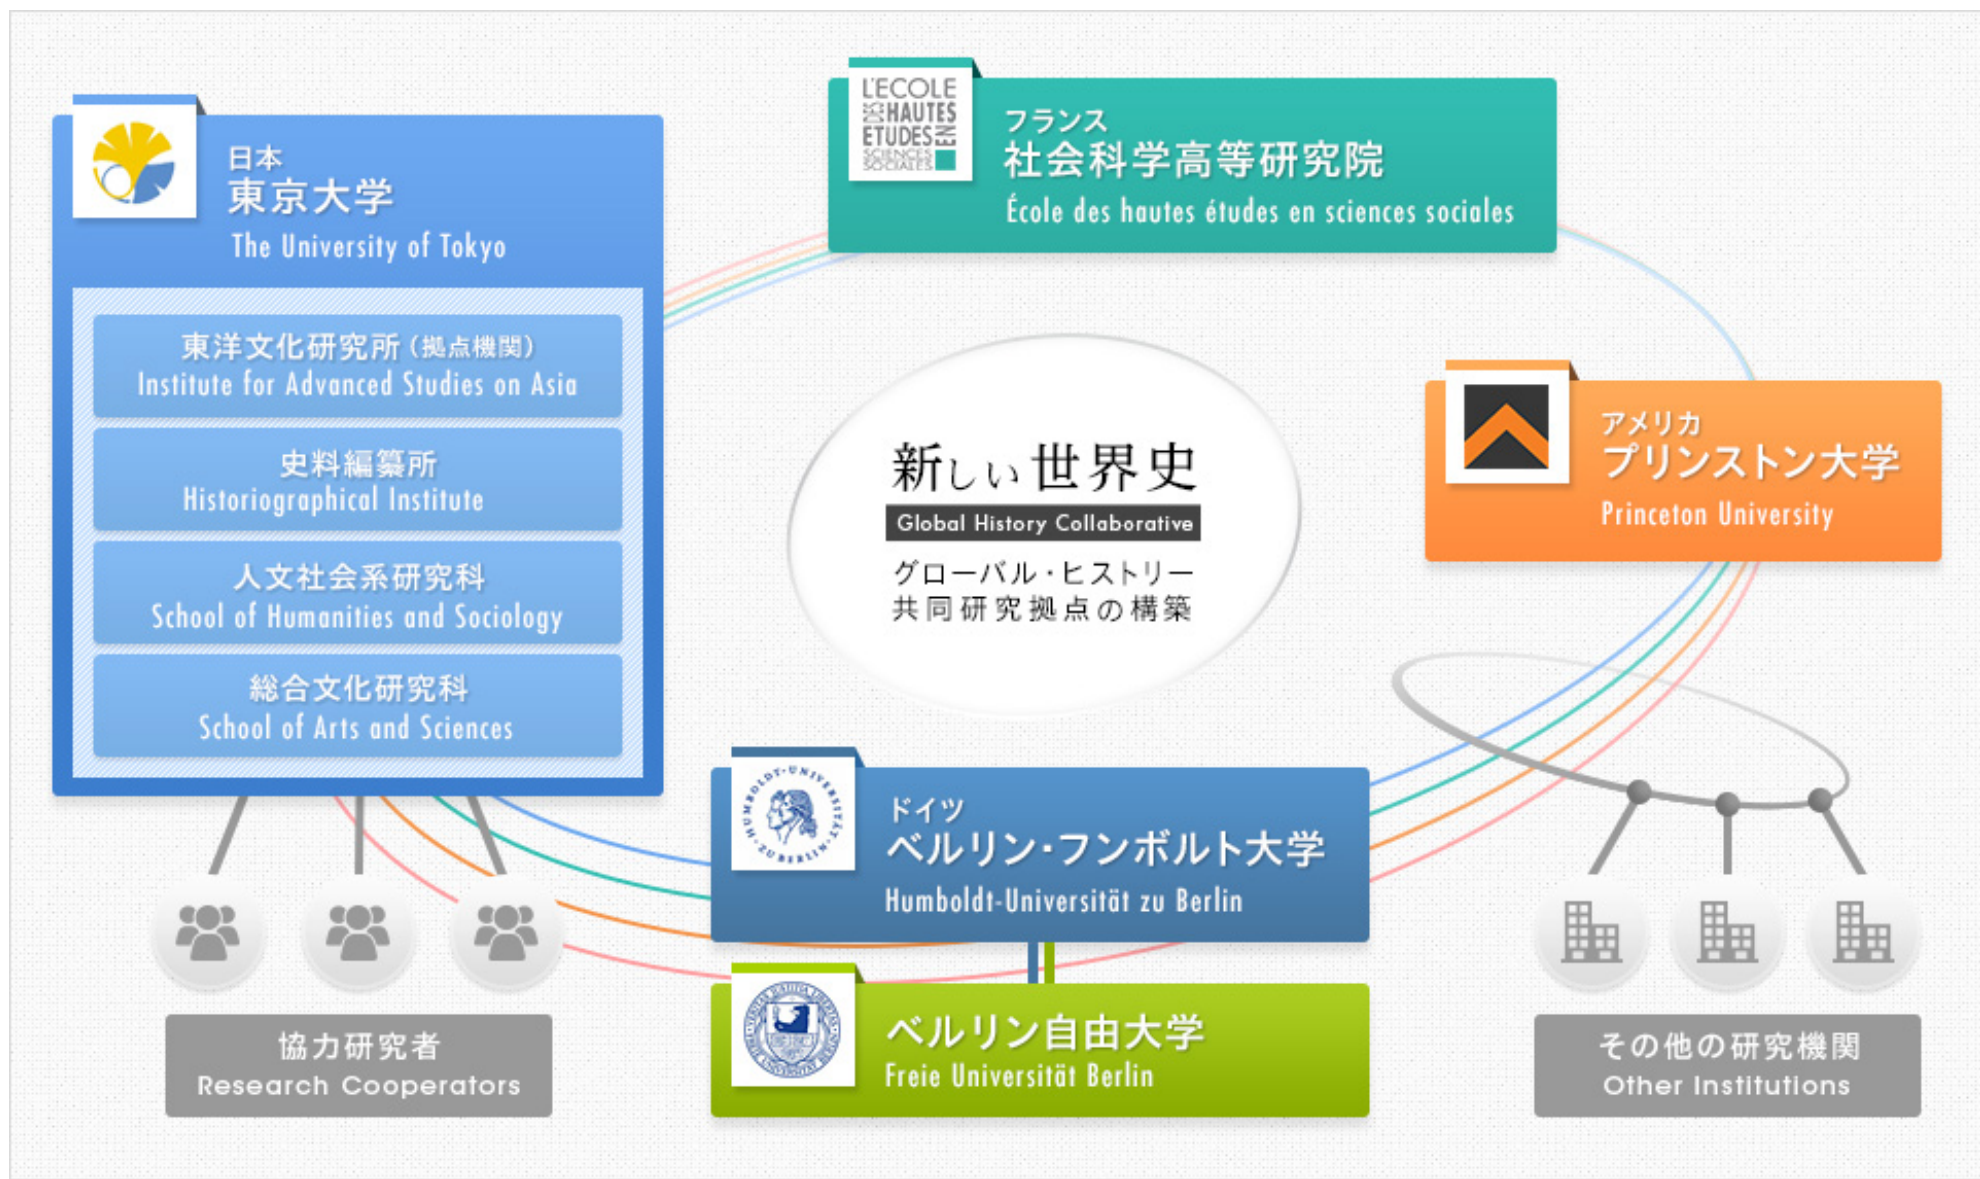 日本
東京大学
The University of Tokyo
東洋文化研究所（拠点機関）
Institute for Advanced Studies on Asia
史料編纂所
Historiographical Institute
人文社会系研究科
School of Humanities and Sociology
総合文化研究科
School of Arts and Sciences
協力研究者
Research Cooperators
L'ECOLE
DES HAUTES
ETUDES EN
SCIENCES
SOCIALES
フランス
社会科学高等研究院
École des hautes études en sciences sociales
新しい世界史
Global History Collaborative
グローバル・ヒストリー
共同研究拠点の構築
アメリカ
プリンストン大学
Princeton University
HUMBOLDT-UNIVERSITÄT ZU BERLIN
ドイツ
ベルリン・フンボルト大学
Humboldt-Universität zu Berlin
ベルリン自由大学
Freie Universität Berlin
その他の研究機関
Other Institutions